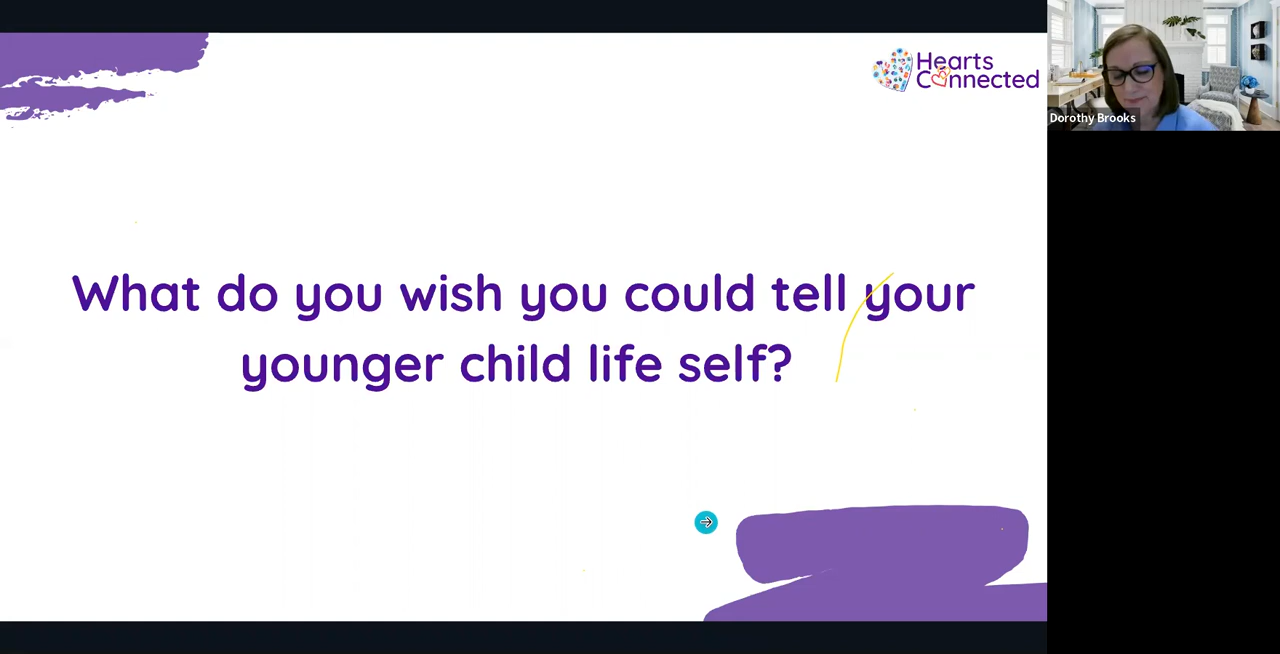 Hearts
Connected
Dorothy Brooks
What do you wish you could tell your
younger child life self?